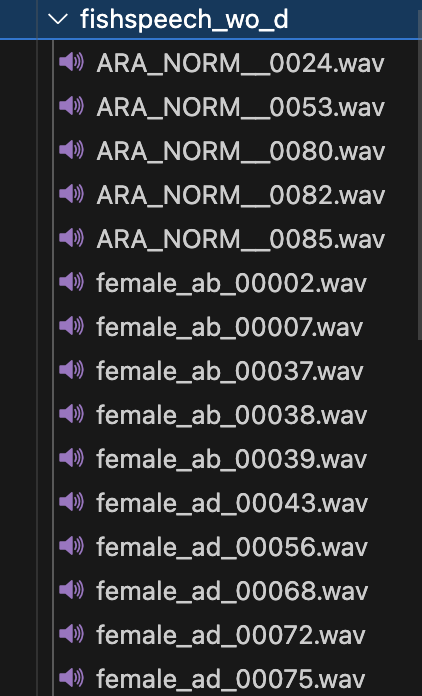 fishspeech_wo_d
ARA_NORM__0024.wav
ARA_NORM__0053.wav
ARA_NORM__0080.wav
ARA_NORM__0082.wav
ARA_NORM__0085.wav
female_ab_00002.wav
female_ab_00007.wav
female_ab_00037.wav
female_ab_00038.wav
female_ab_00039.wav
female_ad_00043.wav
female_ad_00056.wav
female_ad_00068.wav
female_ad_00072.wav
female_ad_00075.wav